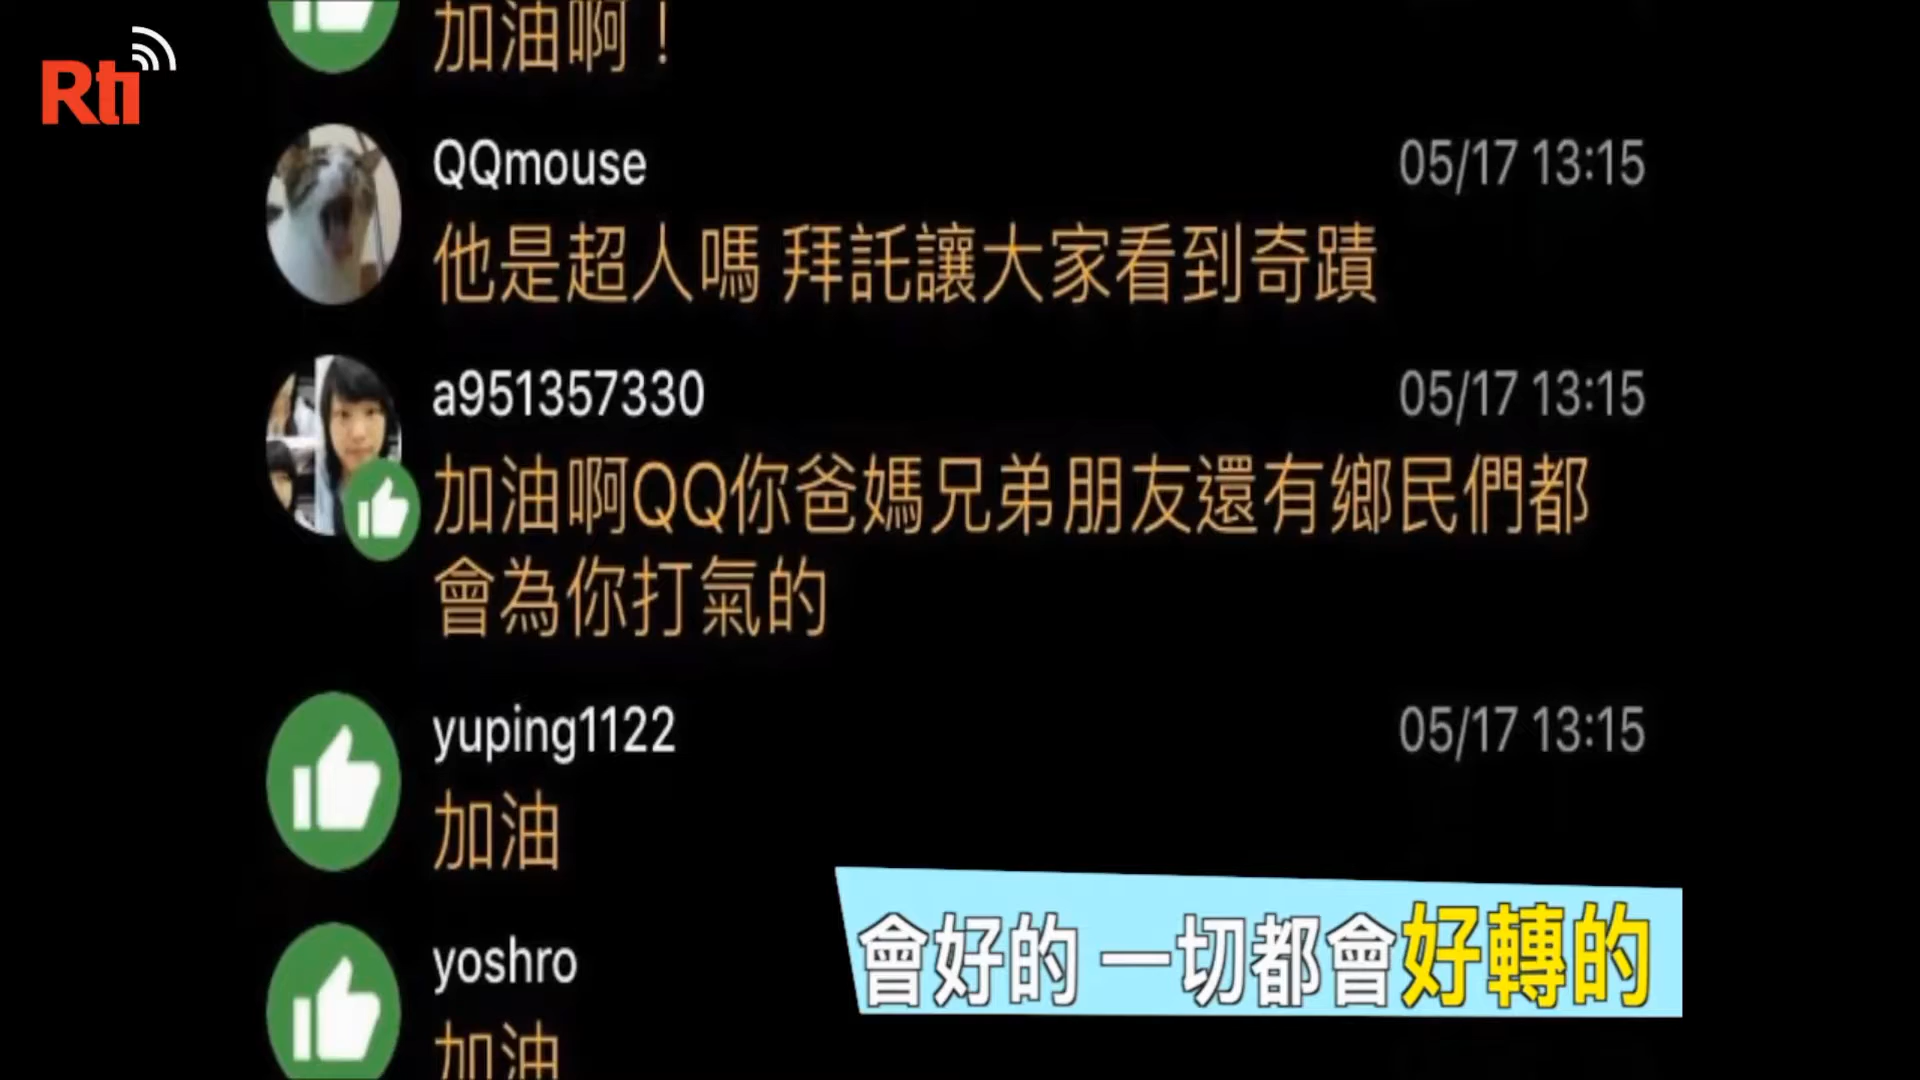 Rti
加油啊！
QQmouse
05/17 13:15
他是超人嗎 拜託讓大家看到奇蹟
a951357330
05/17 13:15
加油啊QQ你爸媽兄弟朋友還有鄉民們都
會為你打氣的
yuping1122
05/17 13:15
加油
yoshro
加油
會好的 一切都會好轉的